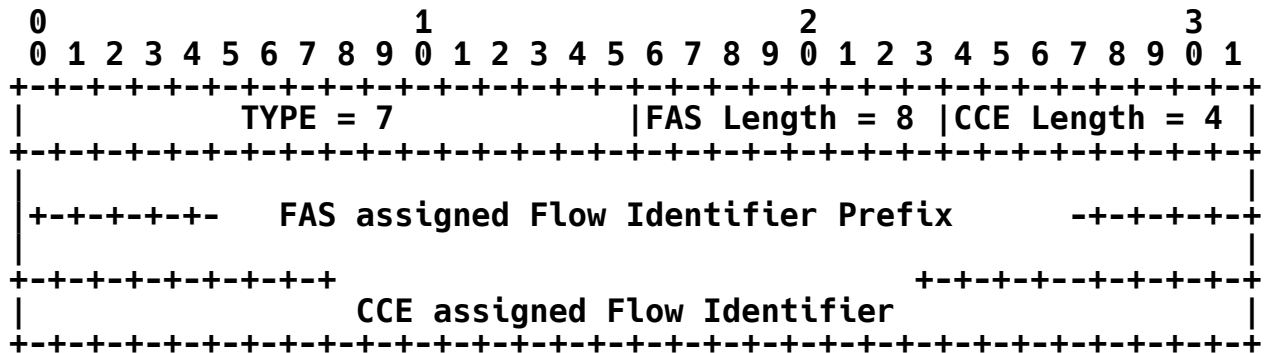 0                   1                   2                   3
0 1 2 3 4 5 6 7 8 9 0 1 2 3 4 5 6 7 8 9 0 1 2 3 4 5 6 7 8 9 0 1
+-+-+-+-+-+-+-+-+-+-+-+-+-+-+-+-+-+-+-+-+-+-+-+-+-+-+-+-+-+-+-+-+
|           TYPE = 7            |FAS Length = 8 |CCE Length = 4 |
+-+-+-+-+-+-+-+-+-+-+-+-+-+-+-+-+-+-+-+-+-+-+-+-+-+-+-+-+-+-+-+-+
|                                                               |
|+-+-+-+-+-   FAS assigned Flow Identifier Prefix      -+-+-+-+-+
|                                                               |
+-+-+-+-+-+-+-+-+                              +-+-+-+--+-+-+-+-+
|                 CCE assigned Flow Identifier                  |
+-+-+-+-+-+-+-+-+-+-+-+-+-+-+-+-+-+-+-+-+-+-+-+-+-+-+-+-+-+-+-+-+